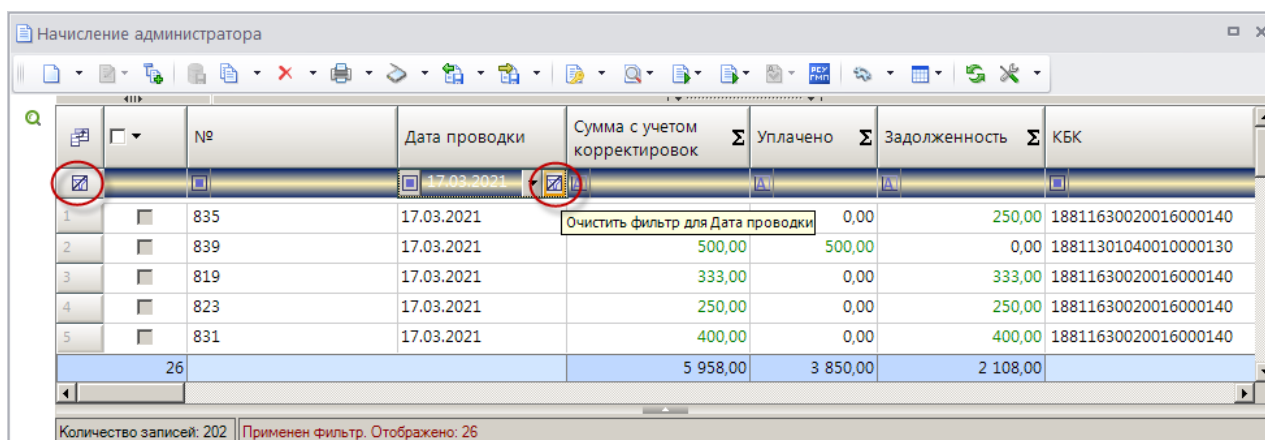 Начисление администратора
РСУ ГМП
№ Дата проводки Сумма с учетом корректировок Σ Уплачено Σ Задолженность Σ КБК
17.03.2021 A A A
1 835 17.03.2021 0,00 250,00 18811630020016000140
Очистить фильтр для Дата проводки
2 839 17.03.2021 500,00 500,00 0,00 18811301040010000130
3 819 17.03.2021 333,00 0,00 333,00 18811630020016000140
4 823 17.03.2021 250,00 0,00 250,00 18811630020016000140
5 831 17.03.2021 400,00 0,00 400,00 18811630020016000140
26 5 958,00 3 850,00 2 108,00
Количество записей: 202 Применен фильтр. Отображено: 26